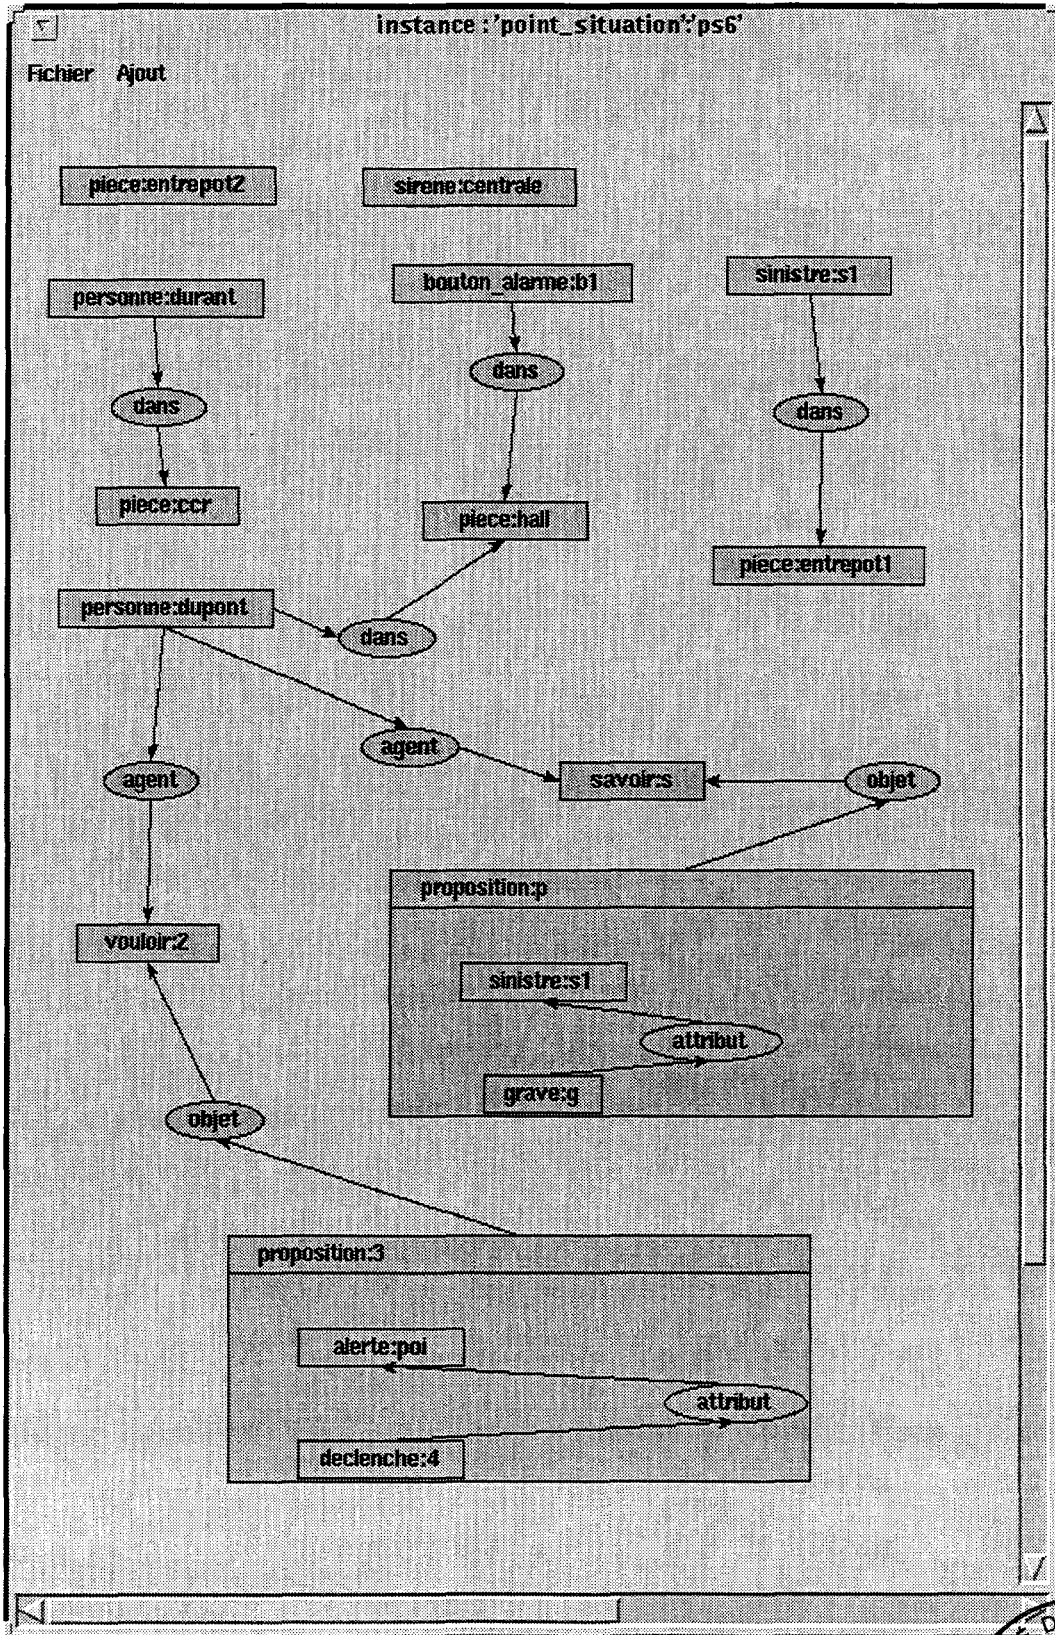 instance :'point_situation':'ps6'
Fichier Ajout
piece:entrepot2
sirene:centrale
personne:durant
bouton_alarme:b1
sinistre:s1
dans
dans
dans
piece:ccr
piece:hall
piece:entrepot1
personne:dupont
dans
agent
agent
savoir:s
objet
proposition:p
vouloir:2
sinistre:s1
attribut
grave:g
objet
proposition:3
alerte:poi
attribut
declenche:4